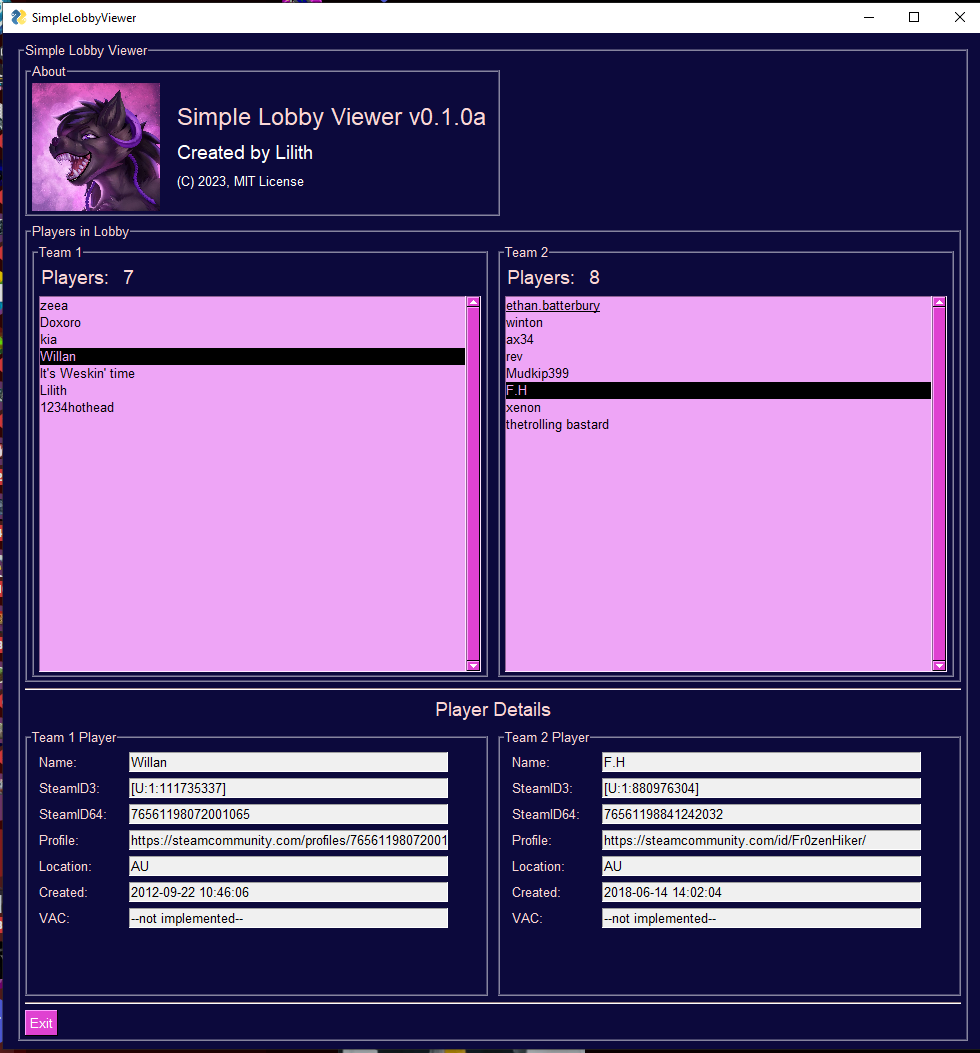 SimpleLobbyViewer
Simple Lobby Viewer
About
Simple Lobby Viewer v0.1.0a
Created by Lilith
(C) 2023, MIT License
Players in Lobby
Team 1
Players: 7
zeea
Doxoro
kia
Willan
It's Weskin' time
Lilith
1234hothead
Team 2
Players: 8
ethan.batterbury
winton
ax34
rev
Mudkip399
F.H
xenon
thetrolling bastard
Player Details
Team 1 Player
Name: Willan
SteamID3: [U:1:111735337]
SteamID64: 76561198072001065
Profile: https://steamcommunity.com/profiles/76561198072001
Location: AU
Created: 2012-09-22 10:46:06
VAC: --not implemented--
Team 2 Player
Name: F.H
SteamID3: [U:1:880976304]
SteamID64: 76561198841242032
Profile: https://steamcommunity.com/id/Fr0zenHiker/
Location: AU
Created: 2018-06-14 14:02:04
VAC: --not implemented--
Exit